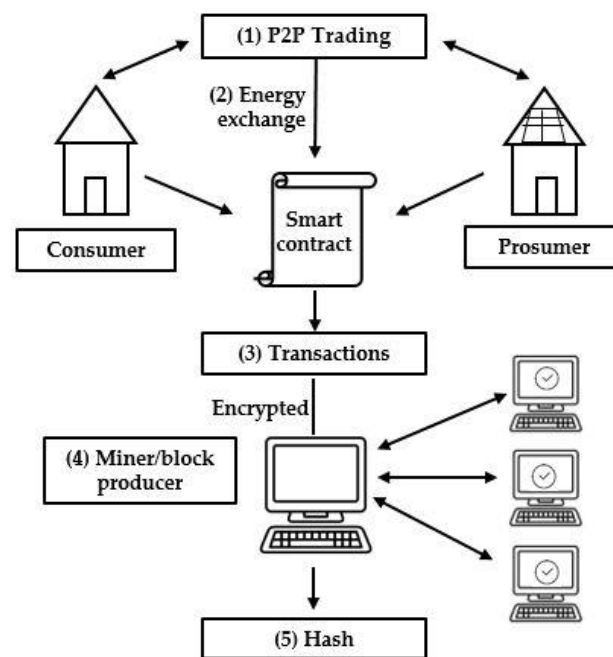 (1) P2P Trading
(2) Energy
exchange
Smart
contract
Consumer
Prosumer
(3) Transactions
Encrypted
(4) Miner/block
producer
(5) Hash